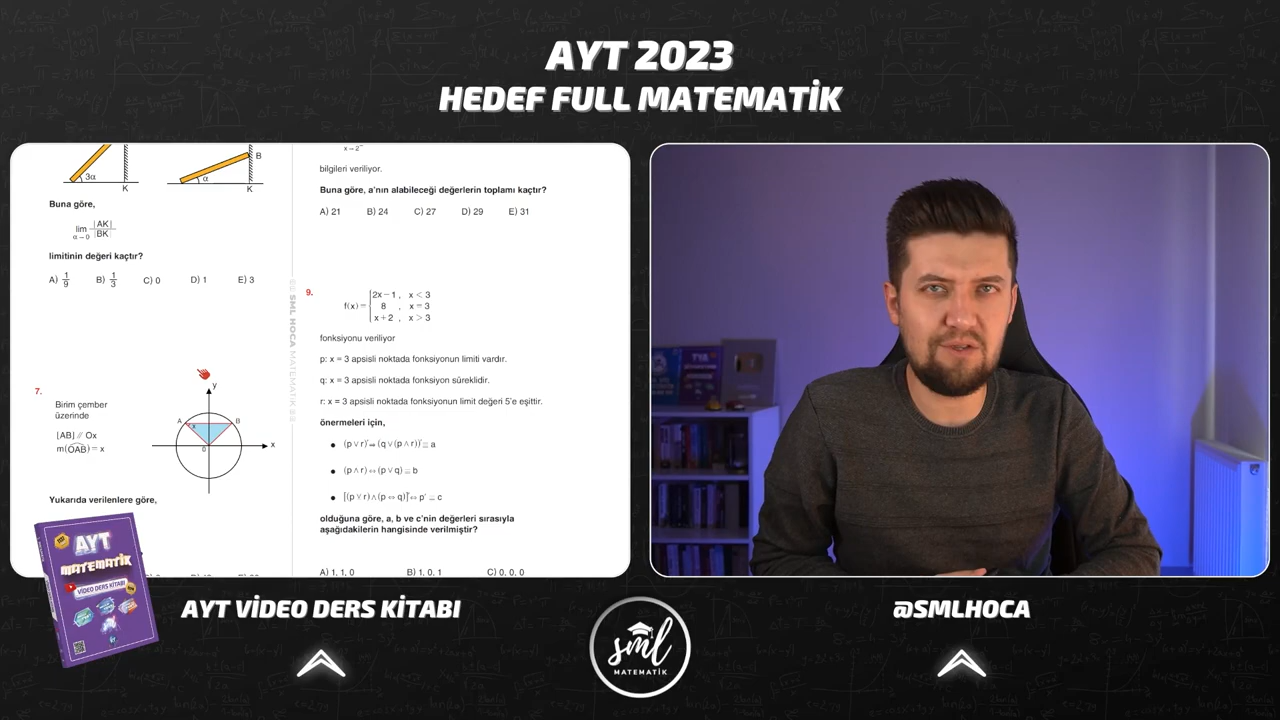 AYT 2023
HEDEF FULL MATEMATİK
3α
K
B
α
K
Buna göre,
lim |AK|
α→0 |BK|
limitinin değeri kaçtır?
A) 1/9 B) 1/3 C) 0 D) 1 E) 3
7.
Birim çember
üzerinde
[AB] // Ox
m(OAB) = x
y
A
B
x
0
x
Yukarıda verilenlere göre,
x→2⁻
bilgileri veriliyor.
Buna göre, a'nın alabileceği değerlerin toplamı kaçtır?
A) 21 B) 24 C) 27 D) 29 E) 31
SML HOCA MATEMATİK
9.
2x−1 , x < 3
f(x) = 8 , x = 3
x+2 , x > 3
fonksiyonu veriliyor
p: x = 3 apsisli noktada fonksiyonun limiti vardır.
q: x = 3 apsisli noktada fonksiyon süreklidir.
r: x = 3 apsisli noktada fonksiyonun limit değeri 5'e eşittir.
önermeleri için,
• (p ∨ r)' ⇒ (q ∨ (p ∧ r))' ≡ a
• (p ∧ r) ⇔ (p ∨ q) ≡ b
• [(p ⊻ r) ∧ (p ⇔ q)]' ⇔ p' ≡ c
olduğuna göre, a, b ve c'nin değerleri sırasıyla
aşağıdakilerin hangisinde verilmiştir?
A) 1, 1, 0 B) 1, 0, 1 C) 0, 0, 0
AYT
MATEMATİK
VİDEO DERS KİTABI
AYT VİDEO DERS KİTABI
sml
MATEMATİK
@SMLHOCA